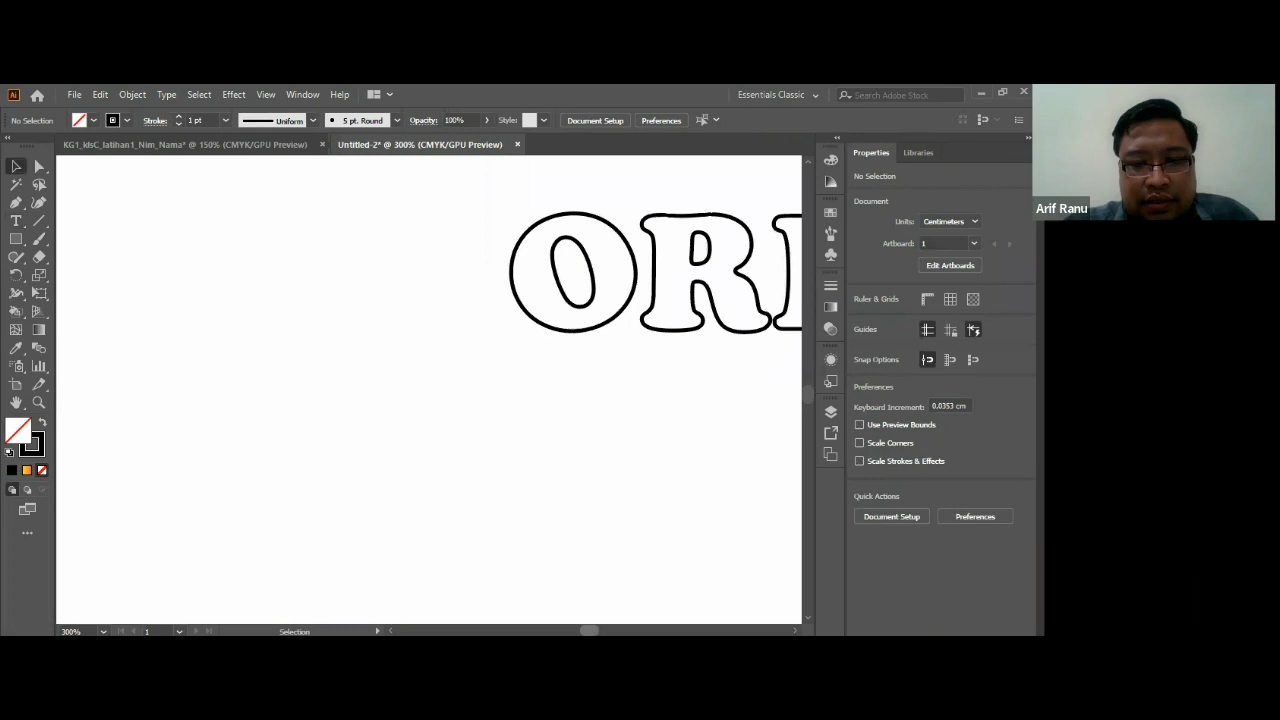 Ai File Edit Object Type Select Effect View Window Help Essentials Classic Search Adobe Stock
No Selection Stroke: 1 pt Uniform 5 pt. Round Opacity: 100% Style: Document Setup Preferences
KG1_klsC_latihan1_Nim_Nama* @ 150% (CMYK/GPU Preview) Untitled-2* @ 300% (CMYK/GPU Preview)
Properties Libraries
No Selection
Document
Units: Centimeters
Artboard: 1
Edit Artboards
Ruler & Grids
Guides
Snap Options
Preferences
Keyboard Increment: 0.0353 cm
Use Preview Bounds
Scale Corners
Scale Strokes & Effects
Quick Actions
Document Setup Preferences
OR
300% 1 Selection
Arif Ranu